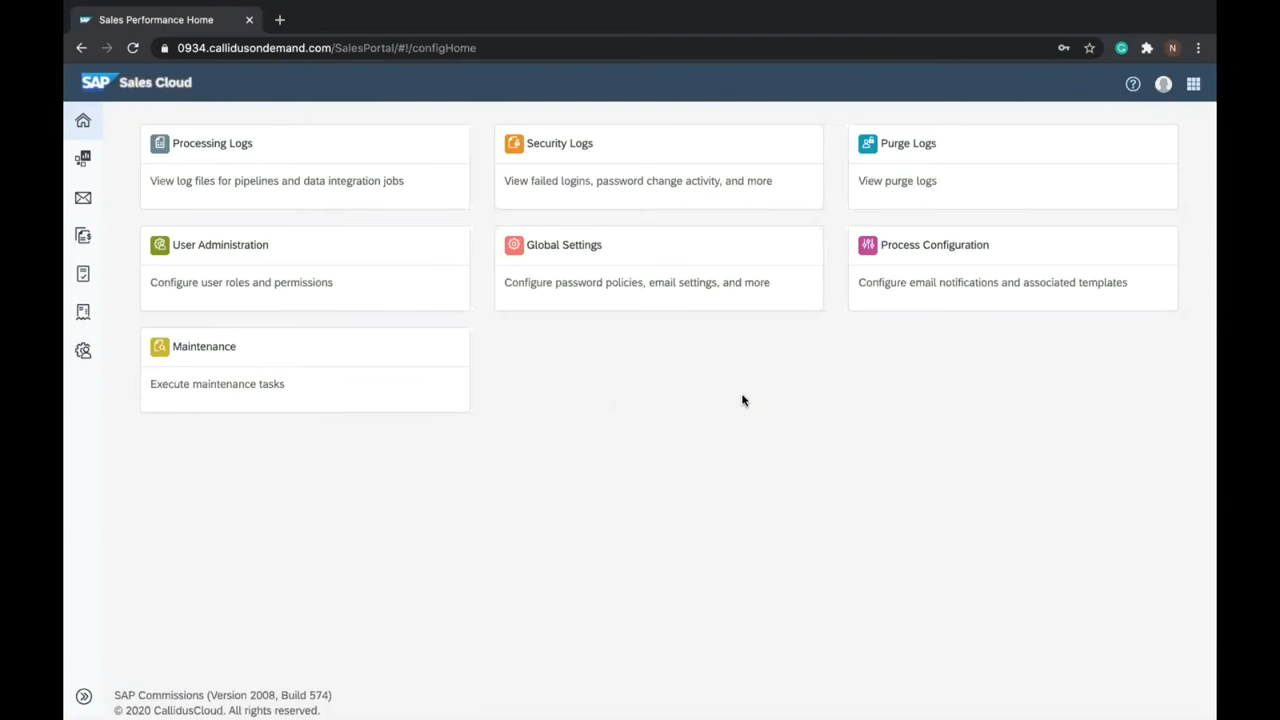 Sales Performance Home
0934.callidusondemand.com/SalesPortal/#!/configHome
N
SAP Sales Cloud
Processing Logs
View log files for pipelines and data integration jobs
Security Logs
View failed logins, password change activity, and more
Purge Logs
View purge logs
User Administration
Configure user roles and permissions
Global Settings
Configure password policies, email settings, and more
Process Configuration
Configure email notifications and associated templates
Maintenance
Execute maintenance tasks
SAP Commissions (Version 2008, Build 574)
© 2020 CallidusCloud. All rights reserved.